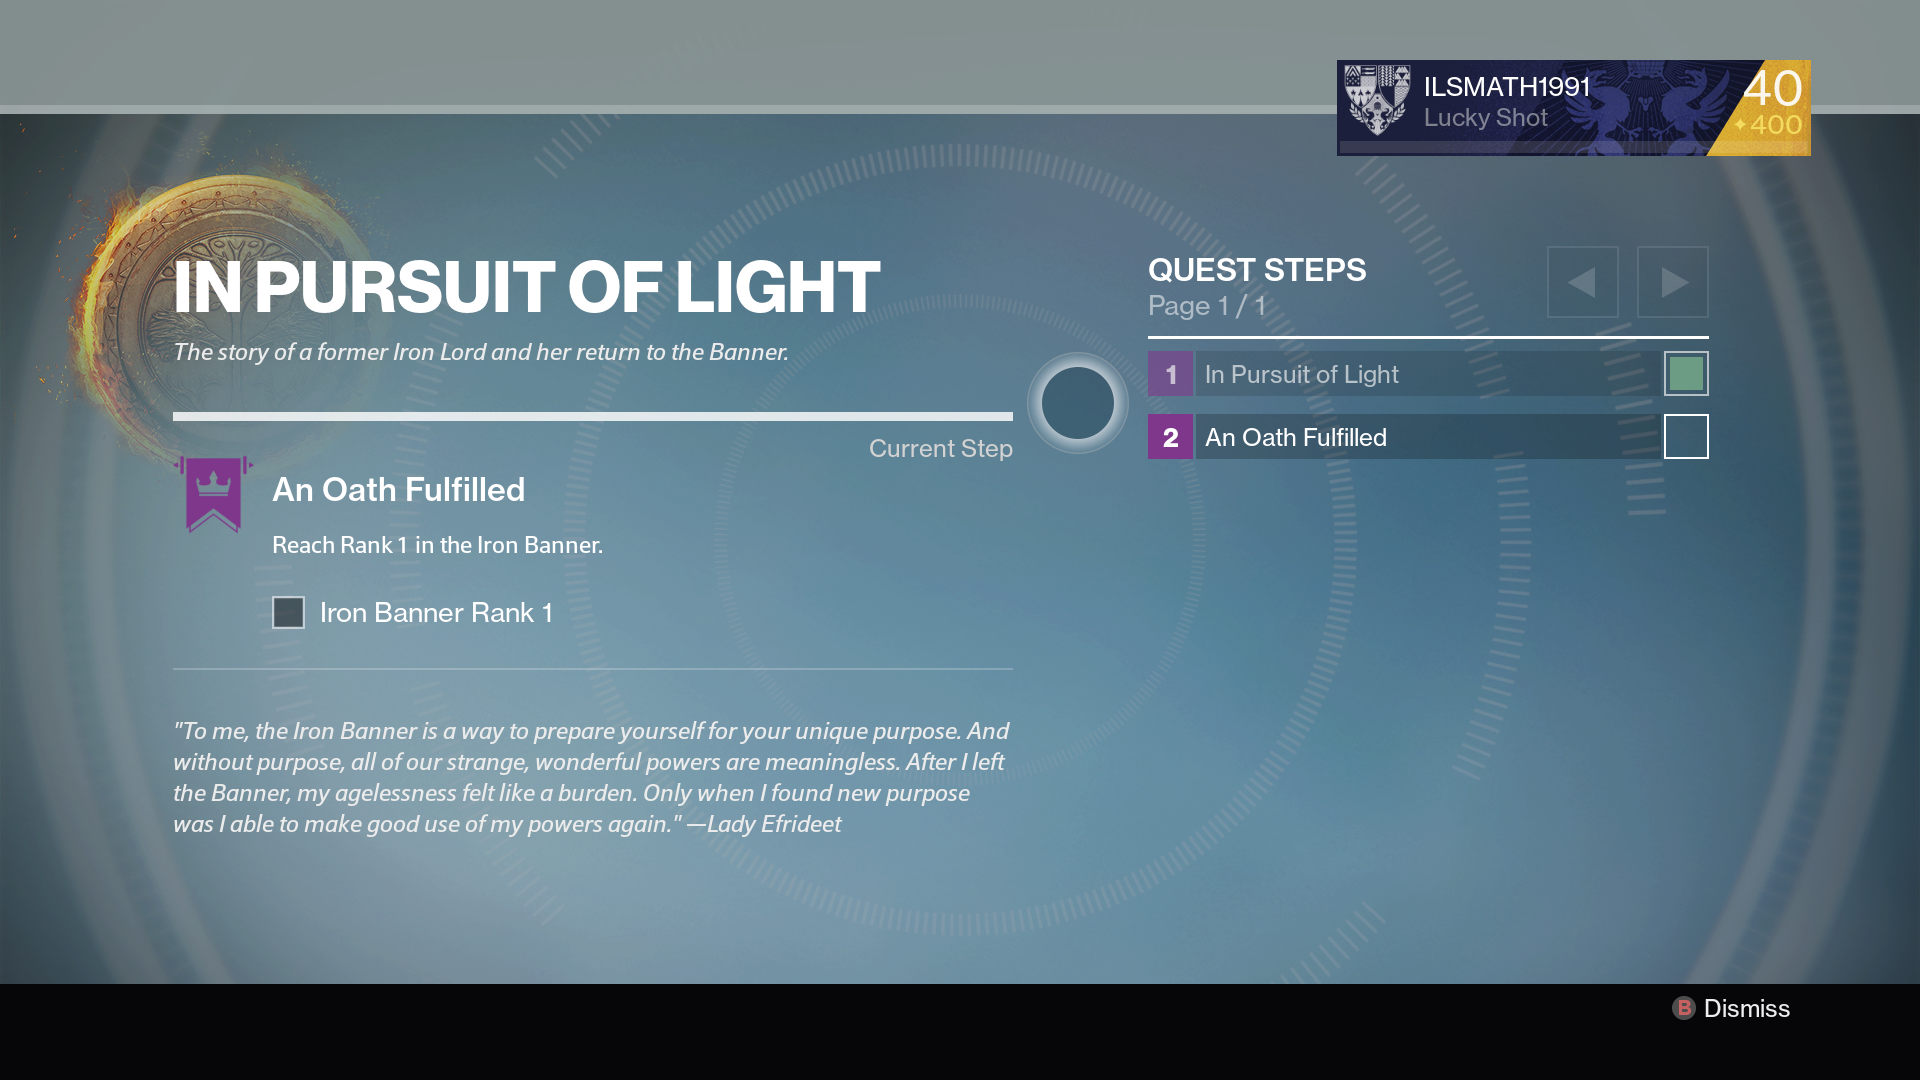 ILSMATH1991
Lucky Shot
40
✦400
IN PURSUIT OF LIGHT
The story of a former Iron Lord and her return to the Banner.
Current Step
An Oath Fulfilled
Reach Rank 1 in the Iron Banner.
Iron Banner Rank 1
"To me, the Iron Banner is a way to prepare yourself for your unique purpose. And
without purpose, all of our strange, wonderful powers are meaningless. After I left
the Banner, my agelessness felt like a burden. Only when I found new purpose
was I able to make good use of my powers again." —Lady Efrideet
QUEST STEPS
Page 1 / 1
1 In Pursuit of Light
2 An Oath Fulfilled
B Dismiss